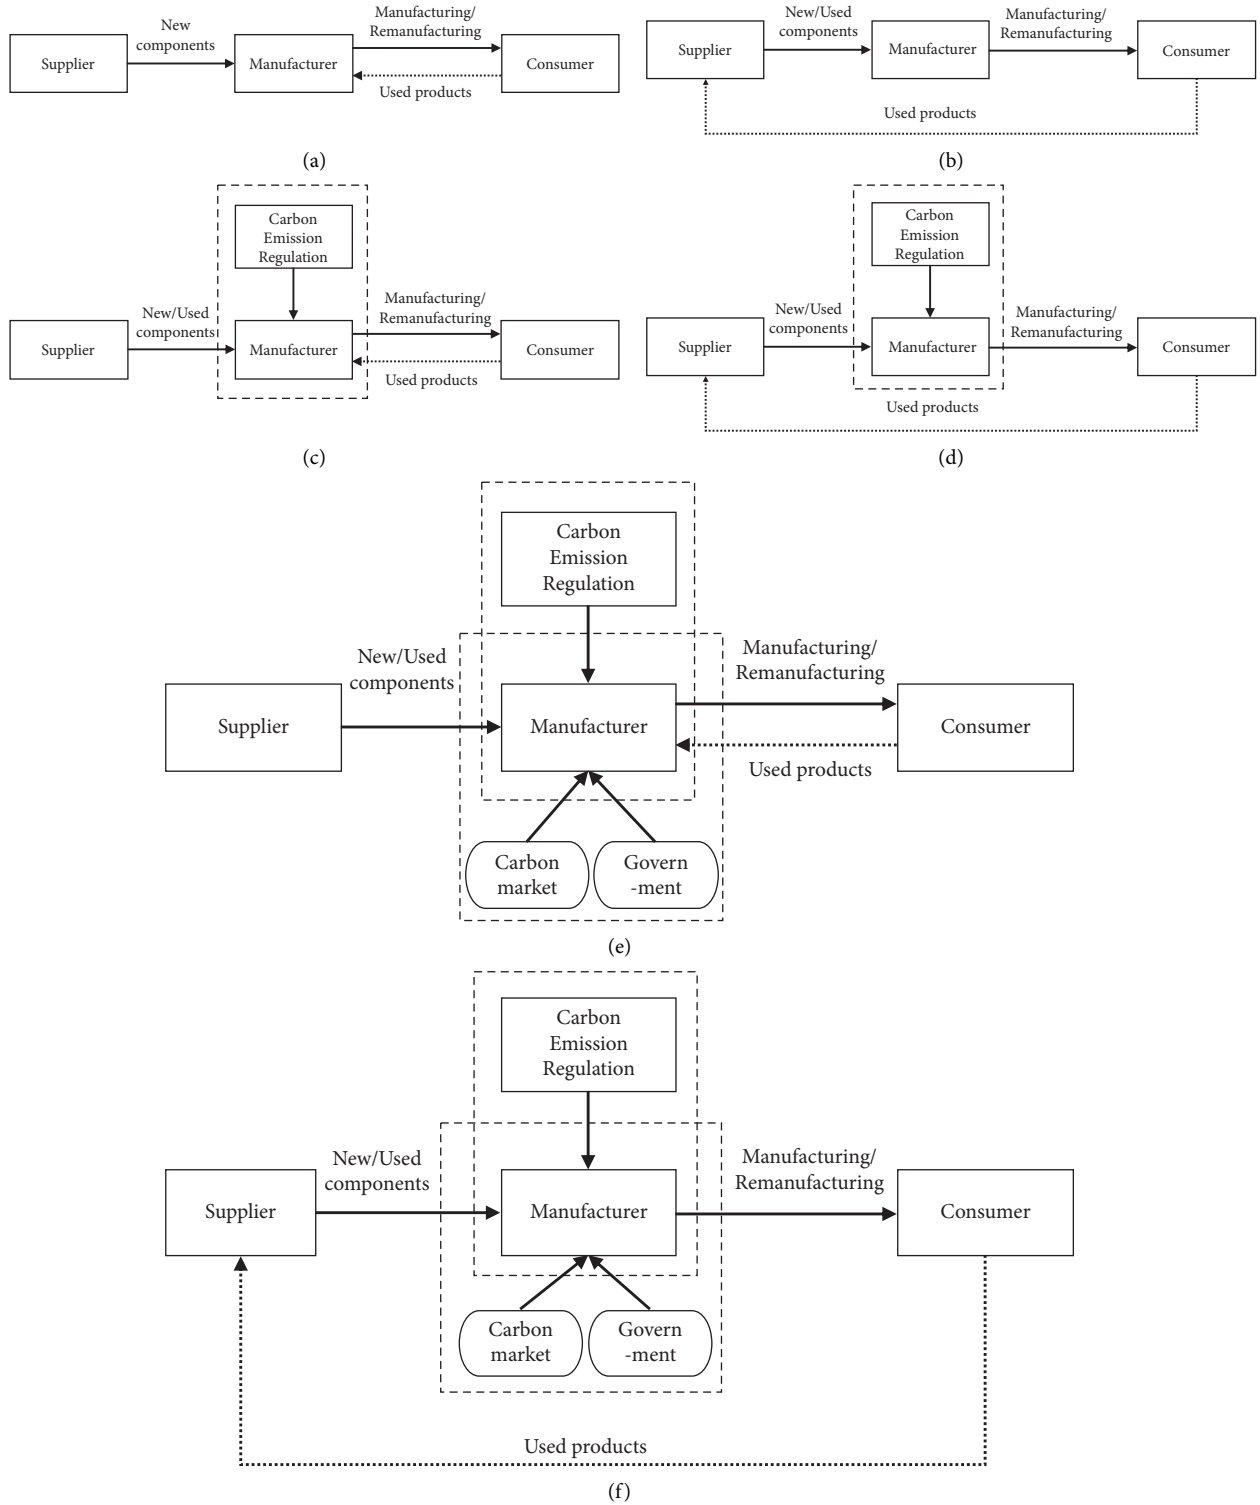 New
components
Manufacturing/
Remanufacturing
Supplier
Manufacturer
Consumer
Used products
(a)
New/Used
components
Manufacturing/
Remanufacturing
Supplier
Manufacturer
Consumer
Used products
(b)
Carbon
Emission
Regulation
New/Used
components
Manufacturing/
Remanufacturing
Supplier
Manufacturer
Consumer
Used products
(c)
Carbon
Emission
Regulation
New/Used
components
Manufacturing/
Remanufacturing
Supplier
Manufacturer
Consumer
Used products
(d)
Carbon
Emission
Regulation
New/Used
components
Manufacturing/
Remanufacturing
Supplier
Manufacturer
Consumer
Used products
Carbon
market
Govern
-ment
(e)
Carbon
Emission
Regulation
New/Used
components
Manufacturing/
Remanufacturing
Supplier
Manufacturer
Consumer
Carbon
market
Govern
-ment
Used products
(f)